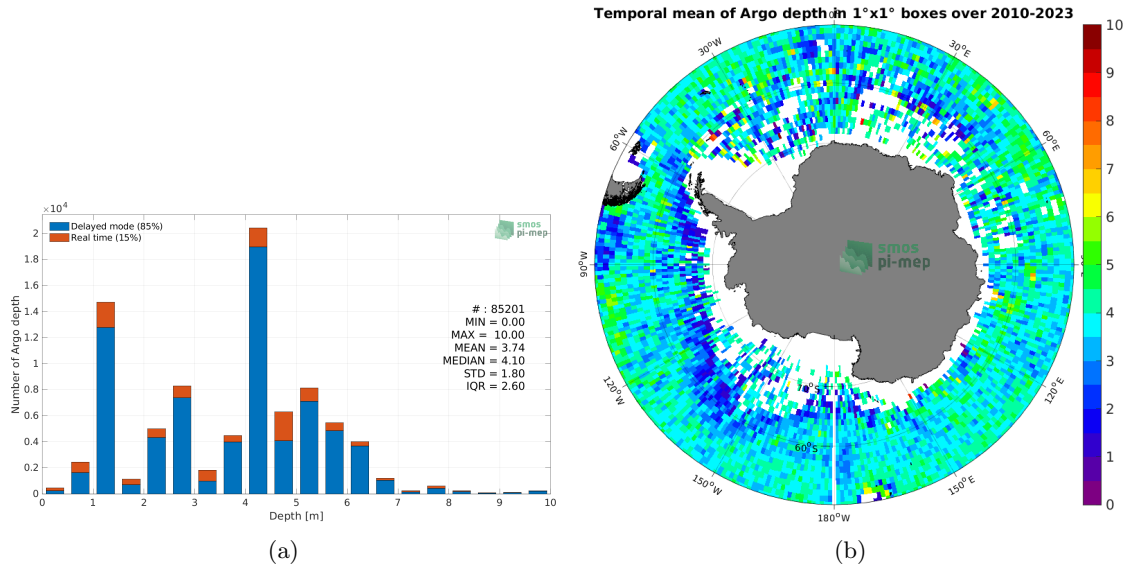 ×10⁴
Delayed mode (85%)
Real time (15%)
smos
pi-mep
2
1.8
1.6
1.4
1.2
1
0.8
0.6
0.4
0.2
0
Number of Argo depth
# : 85201
MIN = 0.00
MAX = 10.00
MEAN = 3.74
MEDIAN = 4.10
STD = 1.80
IQR = 2.60
0 1 2 3 4 5 6 7 8 9 10
Depth [m]
(a)
Temporal mean of Argo depth in 1°x1° boxes over 2010-2023
30°W
30°E
60°W
60°E
90°W
120°W
120°E
150°W
150°E
180°W
70°S
60°S
smos
pi-mep
10
9
8
7
6
5
4
3
2
1
0
(b)